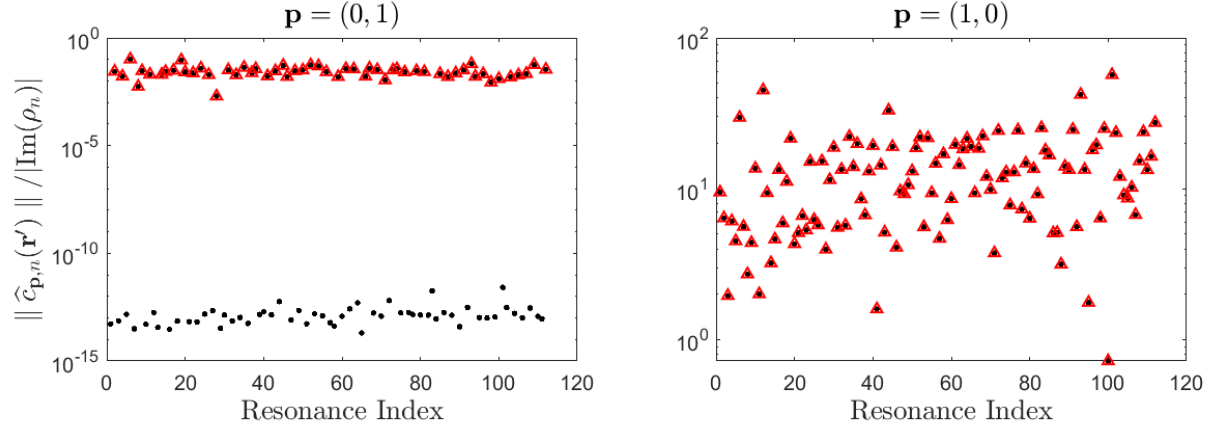 p = (0, 1)
‖ ĉ_{p,n}(r′) ‖ /|Im(ρ_n)|
10^0
10^{-5}
10^{-10}
10^{-15}
0 20 40 60 80 100 120
Resonance Index
p = (1, 0)
10^2
10^1
10^0
0 20 40 60 80 100 120
Resonance Index